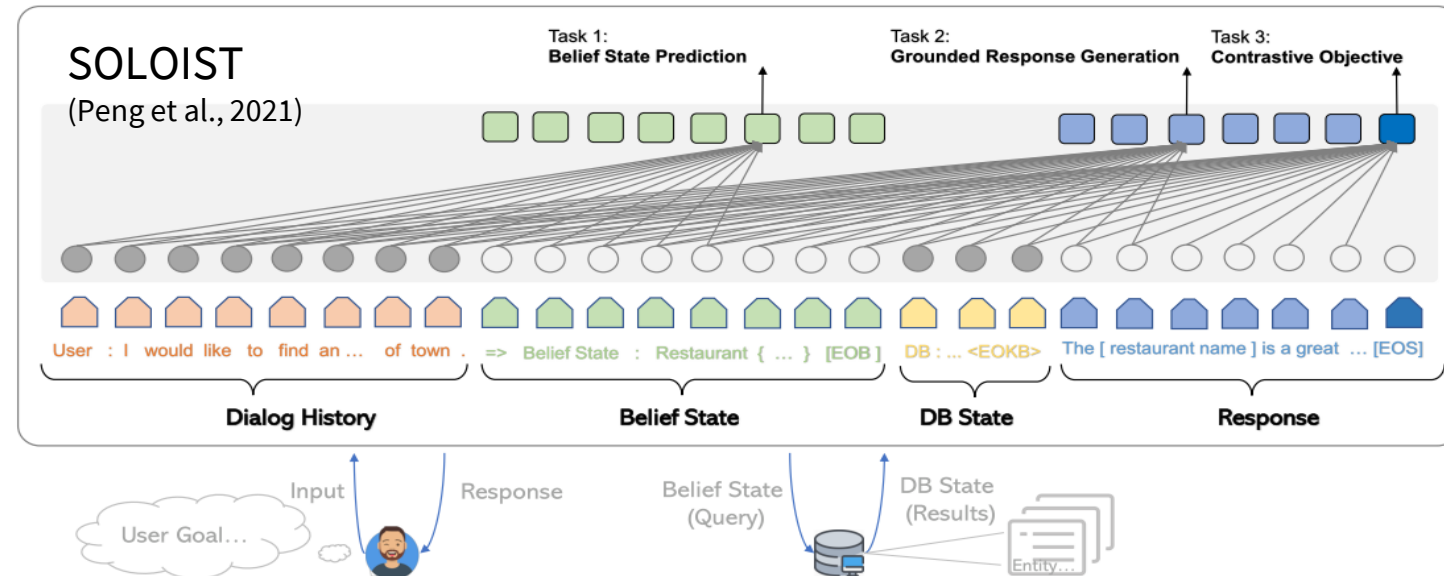 SOLOIST
(Peng et al., 2021)
Task 1:
Belief State Prediction
Task 2:
Grounded Response Generation
Task 3:
Contrastive Objective
User : I would like to find an ... of town .
=> Belief State : Restaurant { ... } [EOB ]
DB : ... <EOKB>
The [ restaurant name ] is a great ... [EOS]
Dialog History
Belief State
DB State
Response
Input
Response
Belief State
(Query)
DB State
(Results)
User Goal...
Entity...